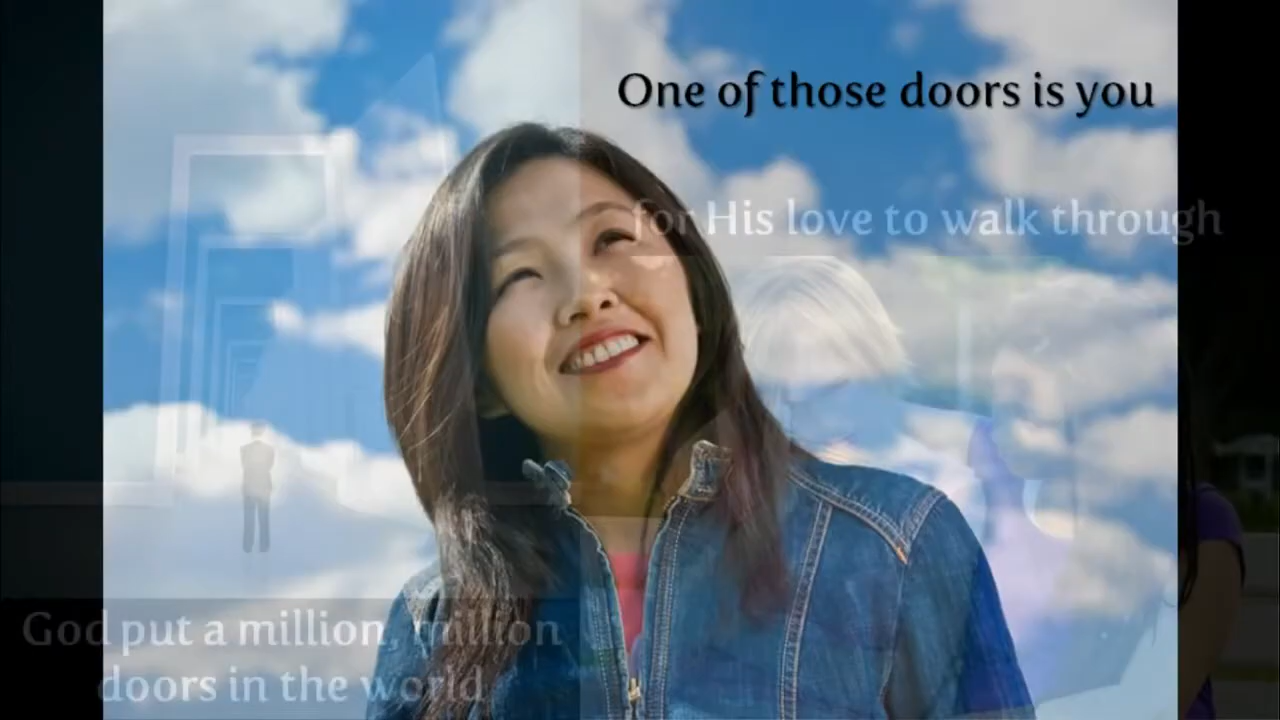 One of those doors is you
for His love to walk through
God put a million, million
doors in the world